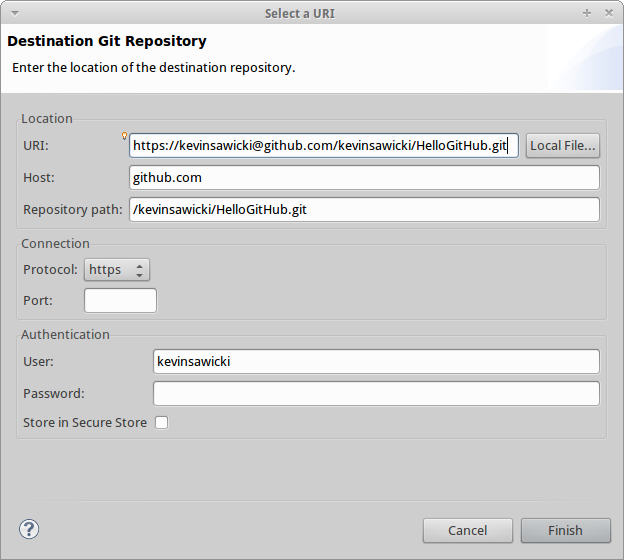 Select a URI
Destination Git Repository
Enter the location of the destination repository.
Location
URI: https://kevinsawicki@github.com/kevinsawicki/HelloGitHub.git Local File...
Host: github.com
Repository path: /kevinsawicki/HelloGitHub.git
Connection
Protocol: https
Port:
Authentication
User: kevinsawicki
Password:
Store in Secure Store
? Cancel Finish